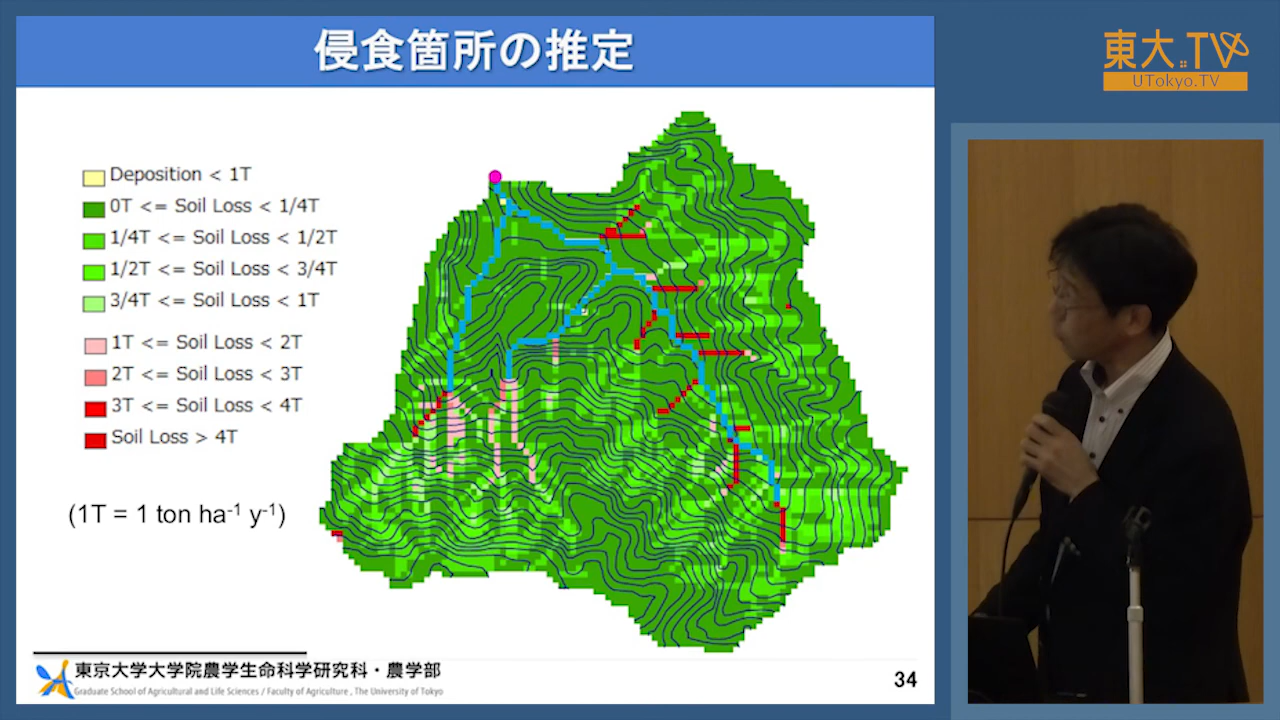 侵食箇所の推定
東大.TV
UTokyo.TV
Deposition < 1T
0T <= Soil Loss < 1/4T
1/4T <= Soil Loss < 1/2T
1/2T <= Soil Loss < 3/4T
3/4T <= Soil Loss < 1T
1T <= Soil Loss < 2T
2T <= Soil Loss < 3T
3T <= Soil Loss < 4T
Soil Loss > 4T
(1T = 1 ton ha⁻¹ y⁻¹)
東京大学大学院農学生命科学研究科・農学部
Graduate School of Agricultural and Life Sciences / Faculty of Agriculture , The University of Tokyo
34